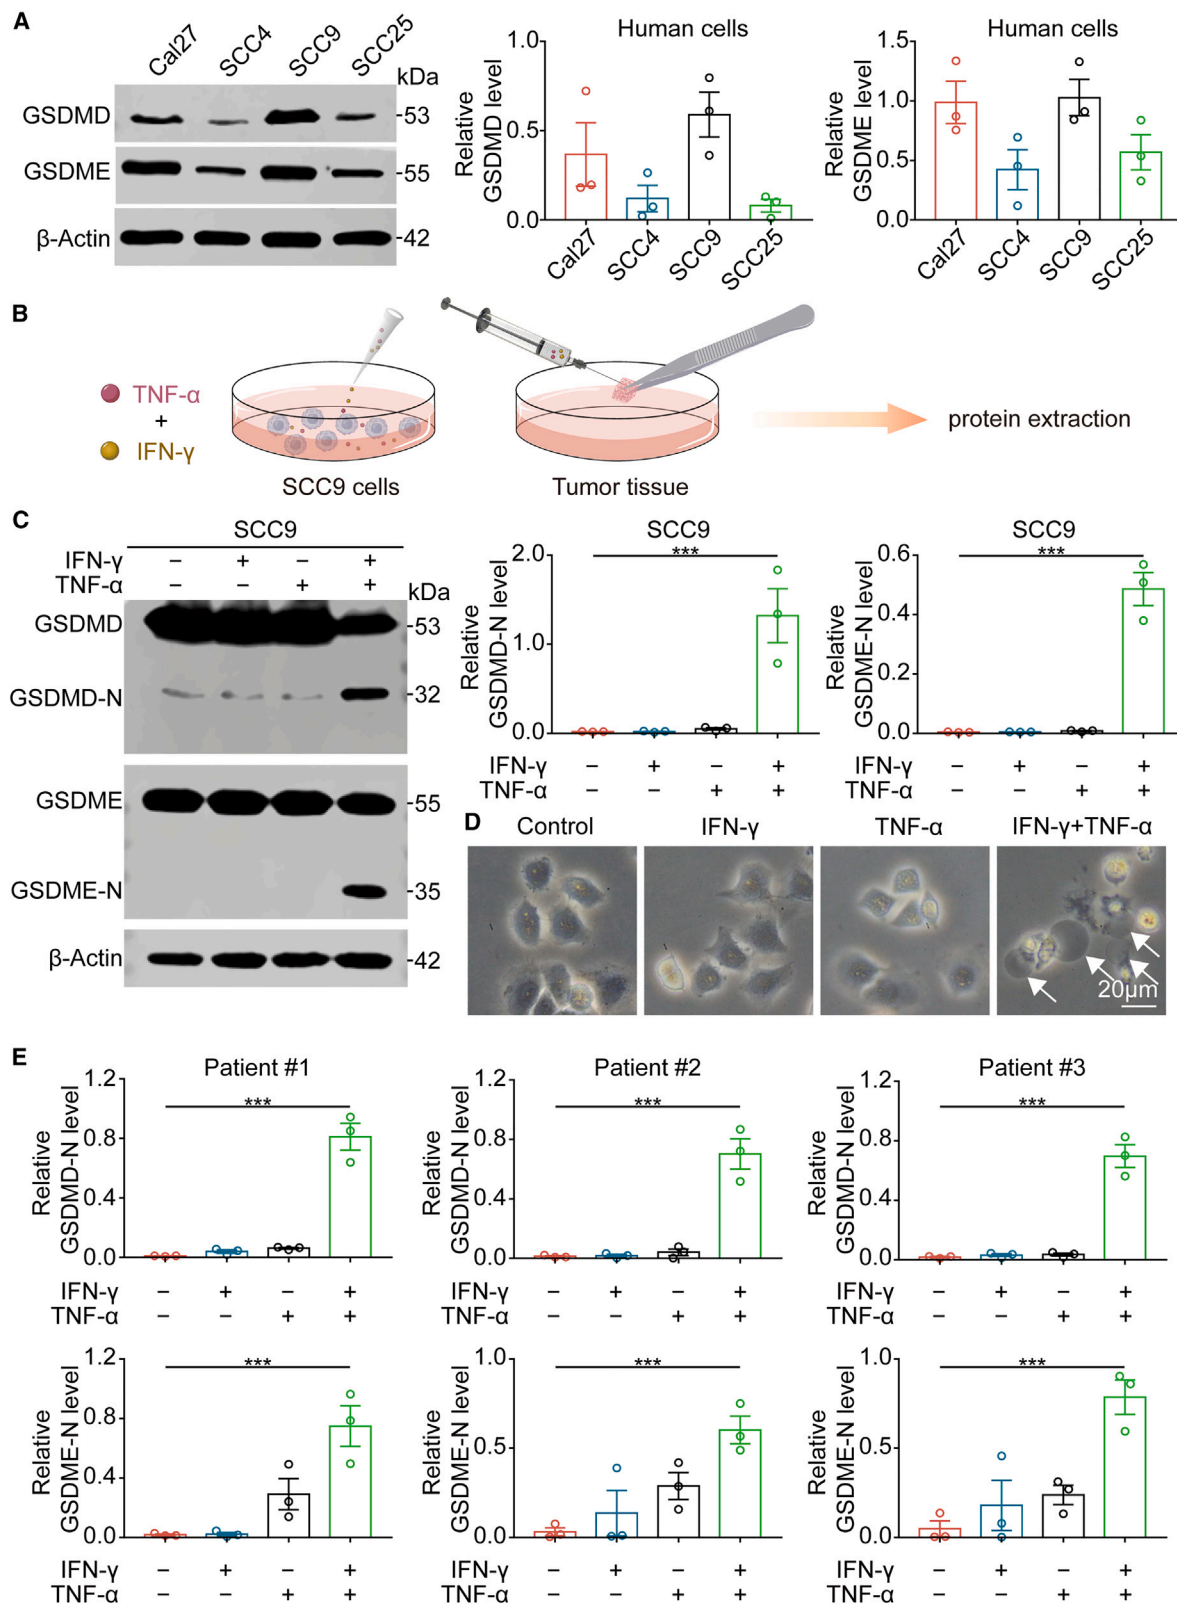 A
Cal27 SCC4 SCC9 SCC25
kDa
GSDMD -53
GSDME -55
β-Actin -42
Human cells
Relative
GSDMD level
1.0
0.5
0.0
Cal27 SCC4 SCC9 SCC25
Human cells
Relative
GSDME level
1.5
1.0
0.5
0.0
Cal27 SCC4 SCC9 SCC25
B
TNF-α
+
IFN-γ
SCC9 cells
Tumor tissue
protein extraction
C
SCC9
IFN-γ – + – +
TNF-α – – + +
kDa
GSDMD -53
GSDMD-N -32
GSDME -55
GSDME-N -35
β-Actin -42
SCC9
***
Relative
GSDMD-N level
2.0
1.0
0.0
IFN-γ – + – +
TNF-α – – + +
SCC9
***
Relative
GSDME-N level
0.6
0.4
0.2
0.0
IFN-γ – + – +
TNF-α – – + +
D
Control IFN-γ TNF-α IFN-γ+TNF-α
20μm
E
Patient #1
***
Relative
GSDMD-N level
1.2
0.8
0.4
0.0
IFN-γ – + – +
TNF-α – – + +
Patient #2
***
Relative
GSDMD-N level
1.2
0.8
0.4
0.0
IFN-γ – + – +
TNF-α – – + +
Patient #3
***
Relative
GSDMD-N level
1.2
0.8
0.4
0.0
IFN-γ – + – +
TNF-α – – + +
***
Relative
GSDME-N level
1.2
0.8
0.4
0.0
IFN-γ – + – +
TNF-α – – + +
***
Relative
GSDME-N level
1.0
0.5
0.0
IFN-γ – + – +
TNF-α – – + +
***
Relative
GSDME-N level
1.0
0.5
0.0
IFN-γ – + – +
TNF-α – – + +